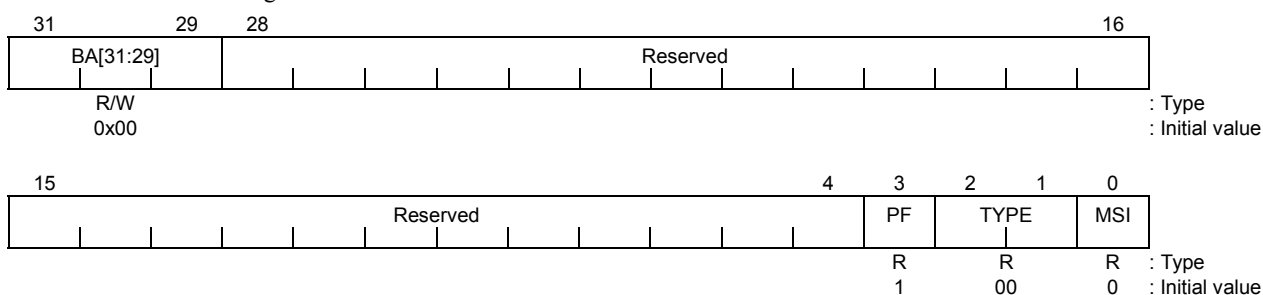 31 29 28 16
BA[31:29] Reserved
R/W : Type
0x00 : Initial value
15 4 3 2 1 0
Reserved PF TYPE MSI
R R R : Type
1 00 0 : Initial value